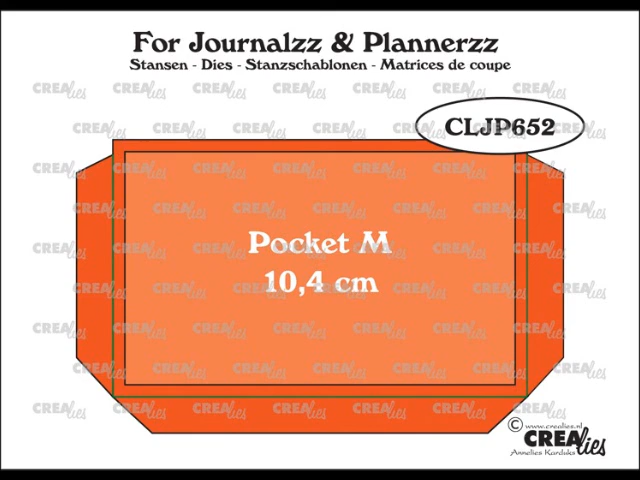 For Journalzz & Plannerzz
Stansen - Dies - Stanzschablonen - Matrices de coupe
CLJP652
Pocket M
10,4 cm
© www.crealies.nl
CREAlies
Annelies Karduks